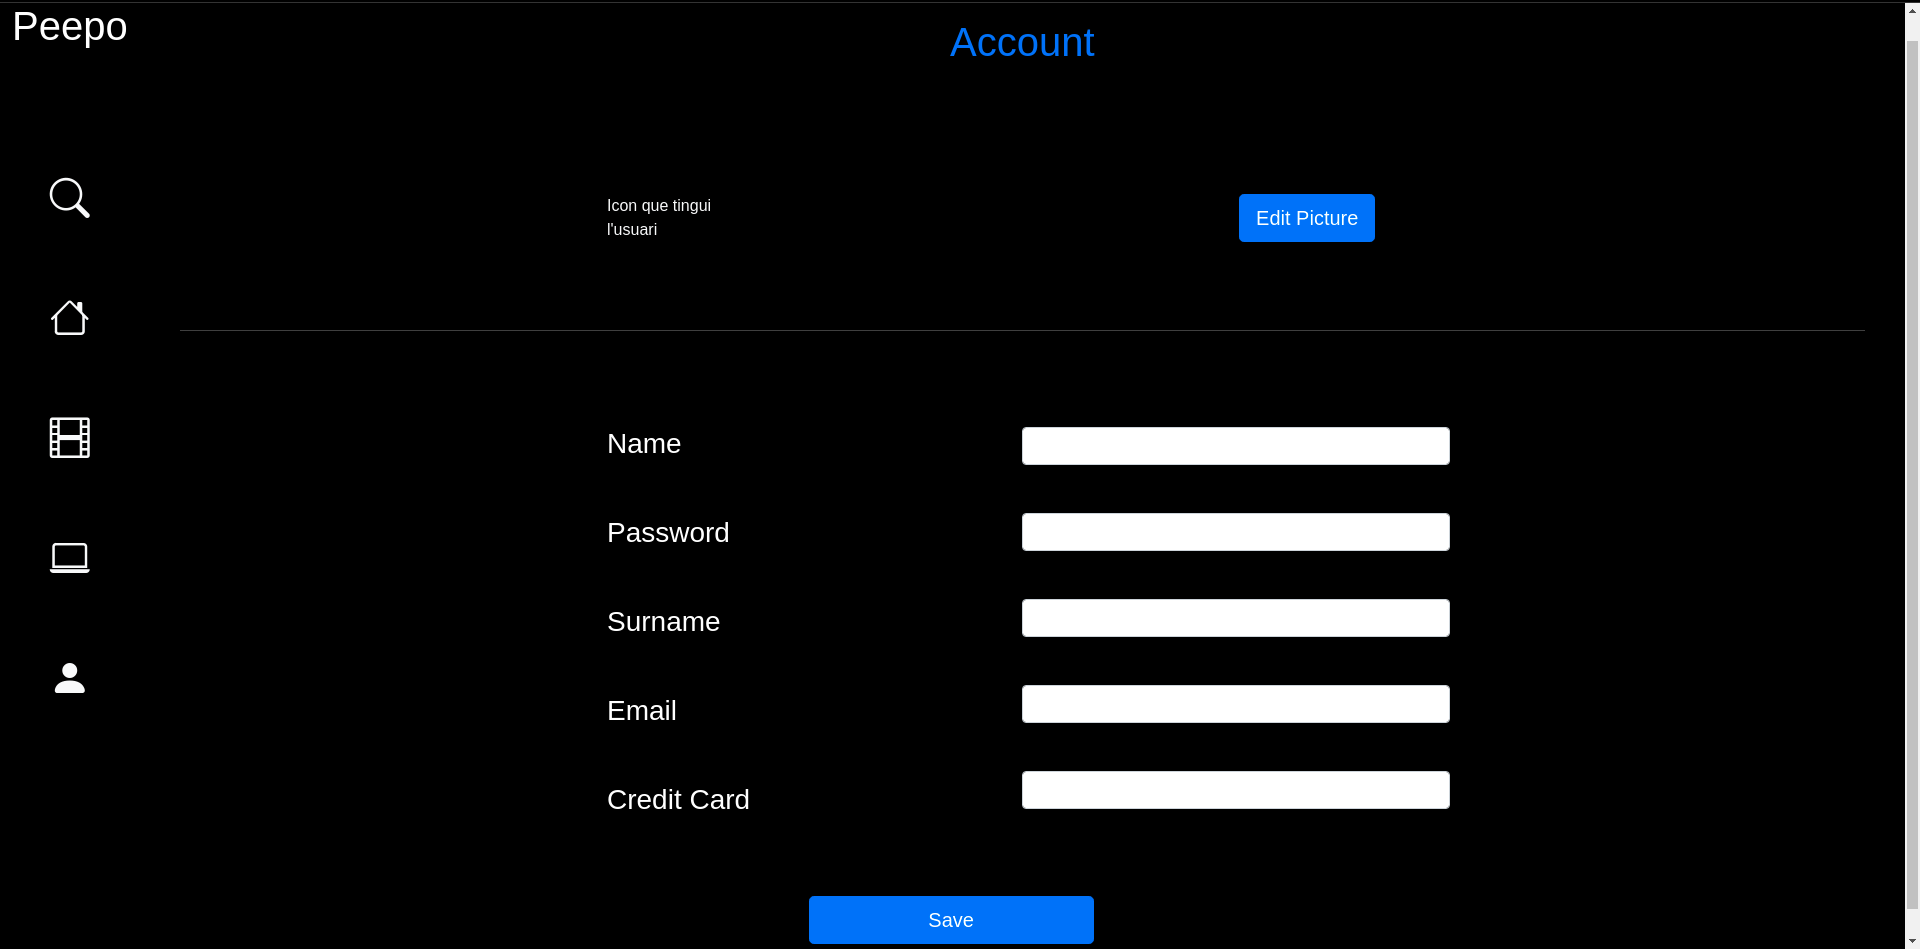 Peepo
Account
Icon que tingui
l'usuari
Edit Picture
Name
Password
Surname
Email
Credit Card
Save